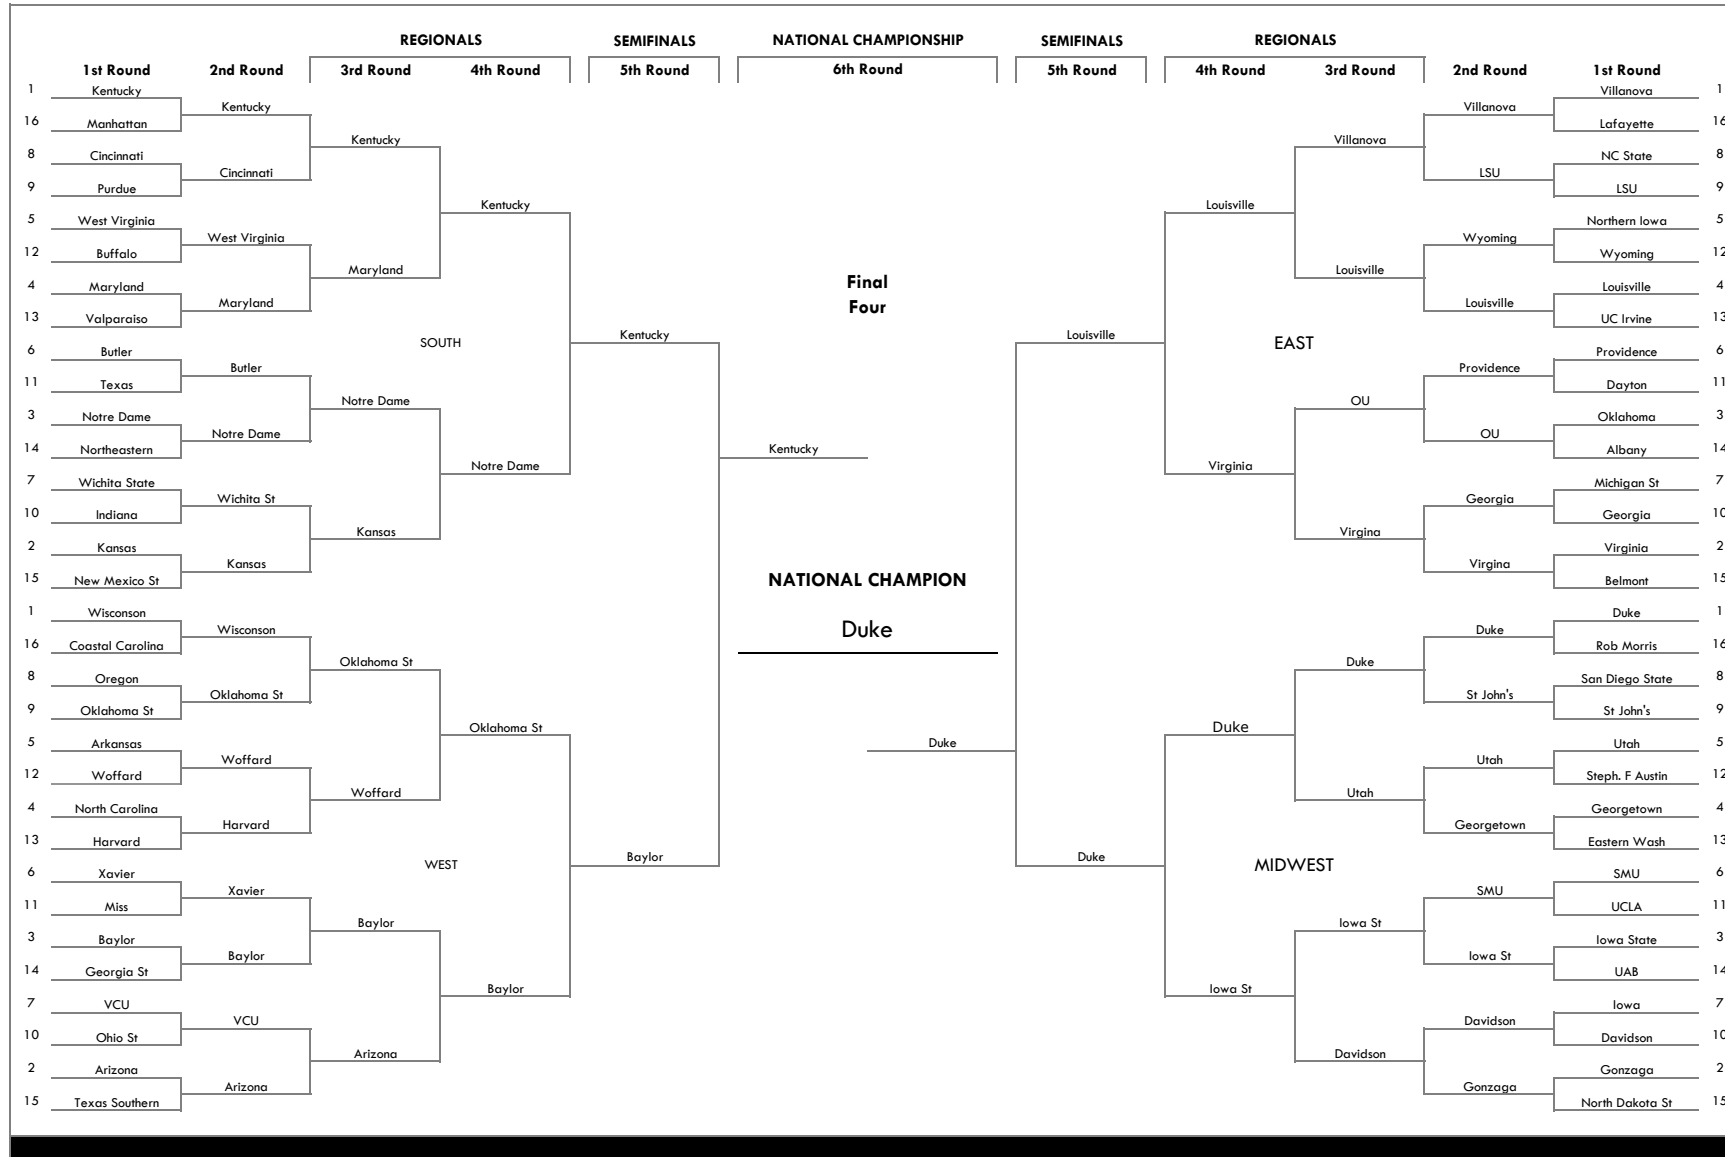 REGIONALS SEMIFINALS NATIONAL CHAMPIONSHIP SEMIFINALS REGIONALS
1st Round 2nd Round 3rd Round 4th Round 5th Round 6th Round 5th Round 4th Round 3rd Round 2nd Round 1st Round
1 Kentucky Villanova 1
Kentucky Villanova
16 Manhattan Lafayette 16
Kentucky Villanova
8 Cincinnati NC State 8
Cincinnati LSU
9 Purdue LSU 9
Kentucky Louisville
5 West Virginia Northern Iowa 5
West Virginia Wyoming
12 Buffalo Wyoming 12
Maryland Louisville
Final
4 Maryland Louisville 4
Maryland Four Louisville
13 Valparaiso UC Irvine 13
Kentucky Louisville
SOUTH EAST
6 Butler Providence 6
Butler Providence
11 Texas Dayton 11
Notre Dame OU
3 Notre Dame Oklahoma 3
Notre Dame OU
14 Northeastern Kentucky Albany 14
Notre Dame Virginia
7 Wichita State Michigan St 7
Wichita St Georgia
10 Indiana Georgia 10
Kansas Virgina
2 Kansas Virginia 2
Kansas Virgina
15 New Mexico St NATIONAL CHAMPION Belmont 15
1 Wisconson Duke 1
Wisconson Duke Duke
16 Coastal Carolina Rob Morris 16
Oklahoma St Duke
8 Oregon San Diego State 8
Oklahoma St St John's
9 Oklahoma St St John's 9
Oklahoma St Duke
5 Arkansas Duke Utah 5
Woffard Utah
12 Woffard Steph. F Austin 12
Woffard Utah
4 North Carolina Georgetown 4
Harvard Georgetown
13 Harvard Eastern Wash 13
Baylor Duke
WEST MIDWEST
6 Xavier SMU 6
Xavier SMU
11 Miss UCLA 11
Baylor Iowa St
3 Baylor Iowa State 3
Baylor Iowa St
14 Georgia St UAB 14
Baylor Iowa St
7 VCU Iowa 7
VCU Davidson
10 Ohio St Davidson 10
Arizona Davidson
2 Arizona Gonzaga 2
Arizona Gonzaga
15 Texas Southern North Dakota St 15